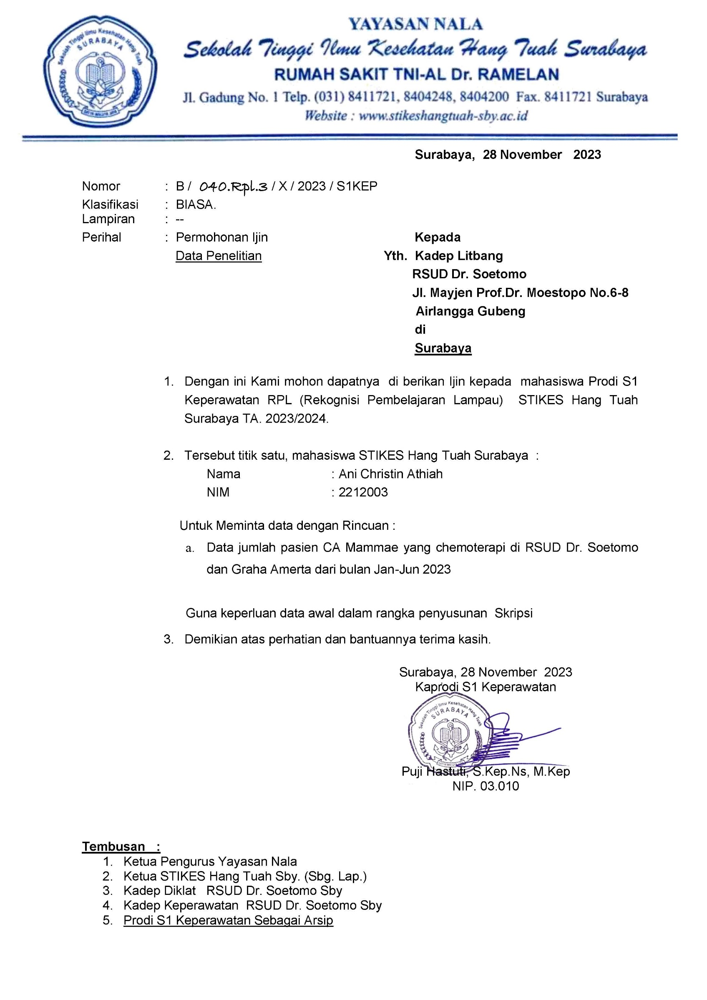 YAYASAN NALA
Sekolah Tinggi Ilmu Kesehatan Hang Tuah Surabaya
RUMAH SAKIT TNI-AL Dr. RAMELAN
Jl. Gadung No. 1 Telp. (031) 8411721, 8404248, 8404200 Fax. 8411721 Surabaya
Website : www.stikeshangtuah-sby.ac.id
Sekolah Tinggi Ilmu Kesehatan Hang Tuah
SURABAYA
Surabaya, 28 November 2023
Nomor : B / 040.Rpl.3 / X / 2023 / S1KEP
Klasifikasi : BIASA.
Lampiran : --
Perihal : Permohonan Ijin
Data Penelitian
Kepada
Yth. Kadep Litbang
RSUD Dr. Soetomo
Jl. Mayjen Prof.Dr. Moestopo No.6-8
Airlangga Gubeng
di
Surabaya
1. Dengan ini Kami mohon dapatnya di berikan Ijin kepada mahasiswa Prodi S1
Keperawatan RPL (Rekognisi Pembelajaran Lampau) STIKES Hang Tuah
Surabaya TA. 2023/2024.
2. Tersebut titik satu, mahasiswa STIKES Hang Tuah Surabaya :
Nama : Ani Christin Athiah
NIM : 2212003
Untuk Meminta data dengan Rincuan :
a. Data jumlah pasien CA Mammae yang chemoterapi di RSUD Dr. Soetomo
dan Graha Amerta dari bulan Jan-Jun 2023
Guna keperluan data awal dalam rangka penyusunan Skripsi
3. Demikian atas perhatian dan bantuannya terima kasih.
Surabaya, 28 November 2023
Kaprodi S1 Keperawatan
Sekolah Tinggi Ilmu Kesehatan Hang Tuah
SURABAYA
Puji Hastuti, S.Kep.Ns, M.Kep
NIP. 03.010
Tembusan :
1. Ketua Pengurus Yayasan Nala
2. Ketua STIKES Hang Tuah Sby. (Sbg. Lap.)
3. Kadep Diklat RSUD Dr. Soetomo Sby
4. Kadep Keperawatan RSUD Dr. Soetomo Sby
5. Prodi S1 Keperawatan Sebagai Arsip